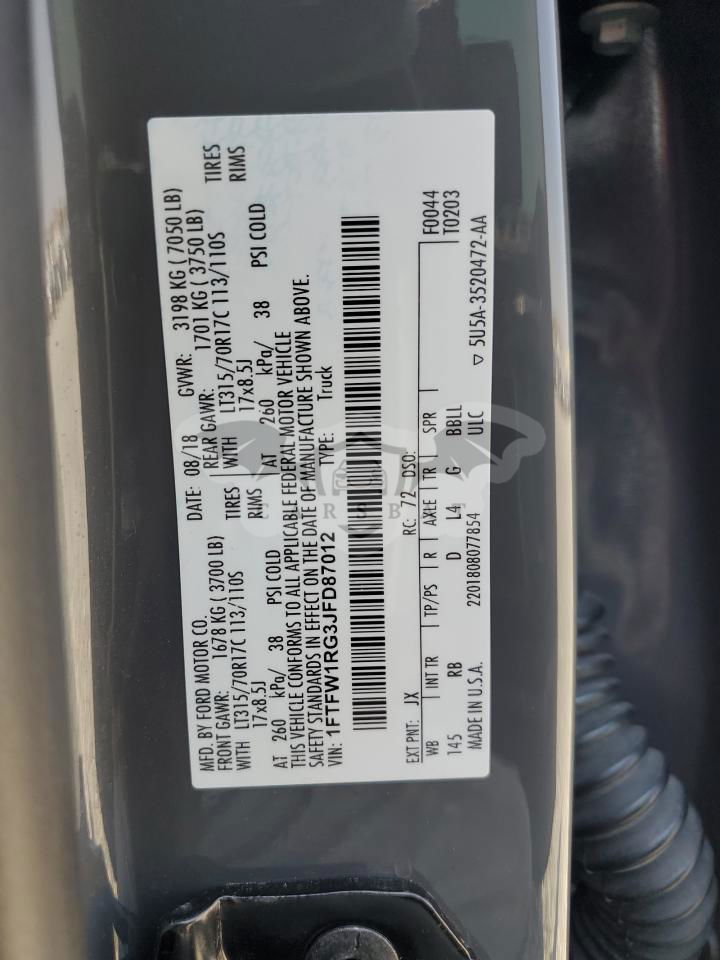 MFD. BY FORD MOTOR CO.
DATE: 08/18 GVWR: 3198 KG ( 7050 LB)
FRONT GAWR: 1678 KG ( 3700 LB) REAR GAWR: 1701 KG ( 3750 LB)
WITH LT315/70R17C 113/110S TIRES WITH LT315/70R17C 113/110S TIRES
17x8.5J RIMS 17x8.5J RIMS
AT 260 kPa/ 38 PSI COLD AT 260 kPa/ 38 PSI COLD
THIS VEHICLE CONFORMS TO ALL APPLICABLE FEDERAL MOTOR VEHICLE
SAFETY STANDARDS IN EFFECT ON THE DATE OF MANUFACTURE SHOWN ABOVE.
VIN: 1FTFW1RG3JFD87012 TYPE: Truck
EXT PNT: JX RC: 72 DSO: F0044
WB INT TR TP/PS R AXLE TR SPR T0203
145 RB D L4 G BBLL
MADE IN U.S.A. 2201808077854 ULC
▽ 5U5A-3520472-AA
CARSBAT